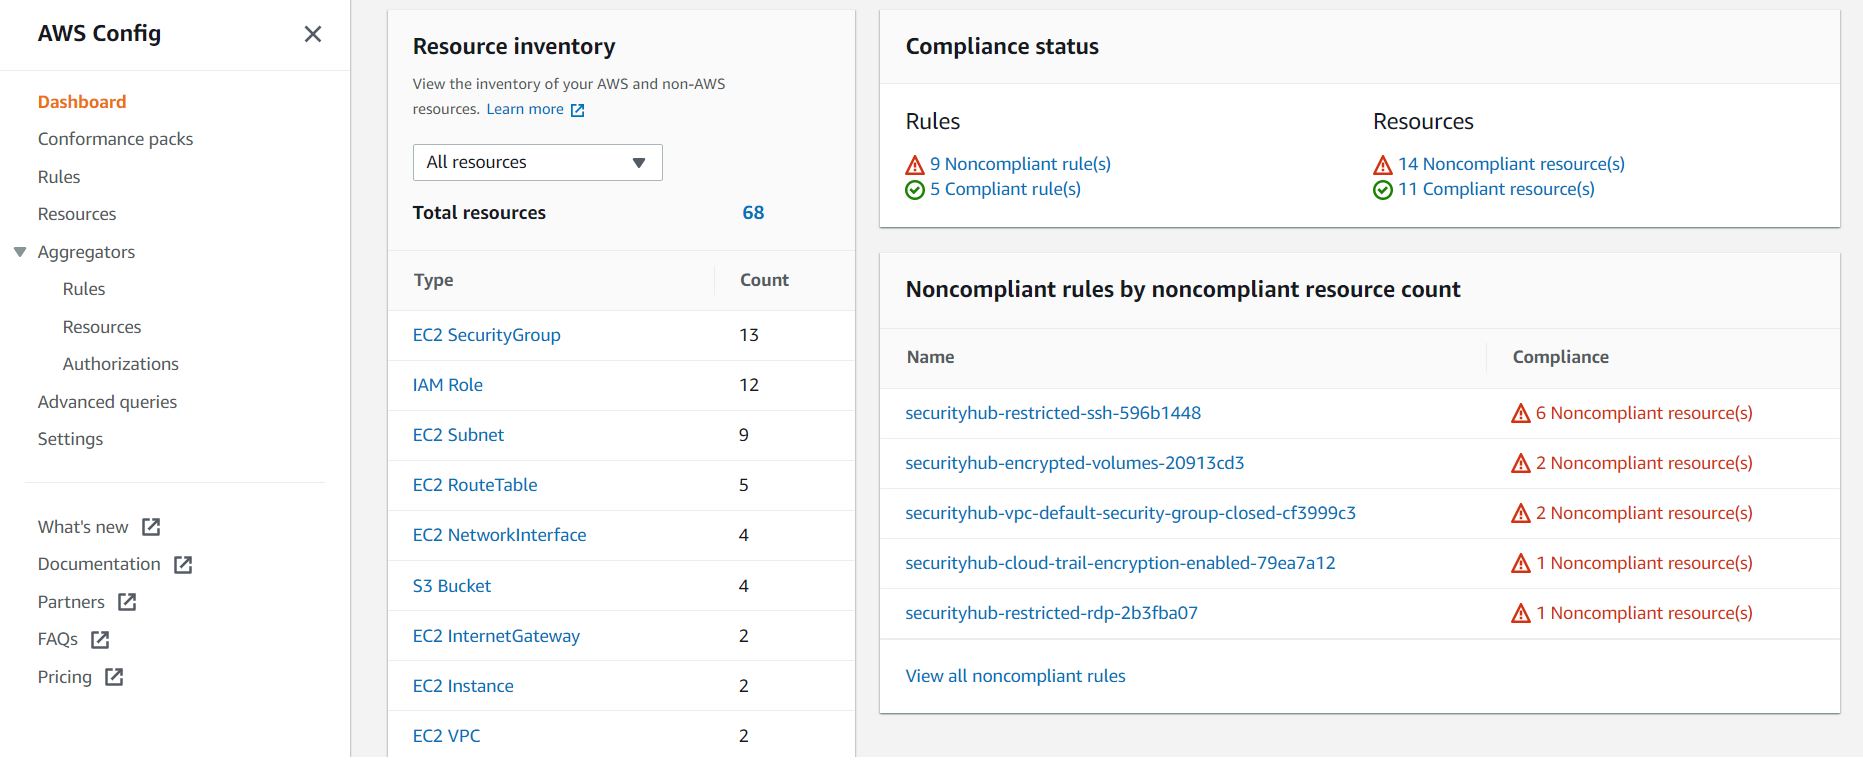 AWS Config
Dashboard
Conformance packs
Rules
Resources
Aggregators
Rules
Resources
Authorizations
Advanced queries
Settings
What's new
Documentation
Partners
FAQs
Pricing
Resource inventory
View the inventory of your AWS and non-AWS
resources. Learn more
All resources
Total resources 68
Type Count
EC2 SecurityGroup 13
IAM Role 12
EC2 Subnet 9
EC2 RouteTable 5
EC2 NetworkInterface 4
S3 Bucket 4
EC2 InternetGateway 2
EC2 Instance 2
EC2 VPC 2
Compliance status
Rules
9 Noncompliant rule(s)
5 Compliant rule(s)
Resources
14 Noncompliant resource(s)
11 Compliant resource(s)
Noncompliant rules by noncompliant resource count
Name Compliance
securityhub-restricted-ssh-596b1448 6 Noncompliant resource(s)
securityhub-encrypted-volumes-20913cd3 2 Noncompliant resource(s)
securityhub-vpc-default-security-group-closed-cf3999c3 2 Noncompliant resource(s)
securityhub-cloud-trail-encryption-enabled-79ea7a12 1 Noncompliant resource(s)
securityhub-restricted-rdp-2b3fba07 1 Noncompliant resource(s)
View all noncompliant rules